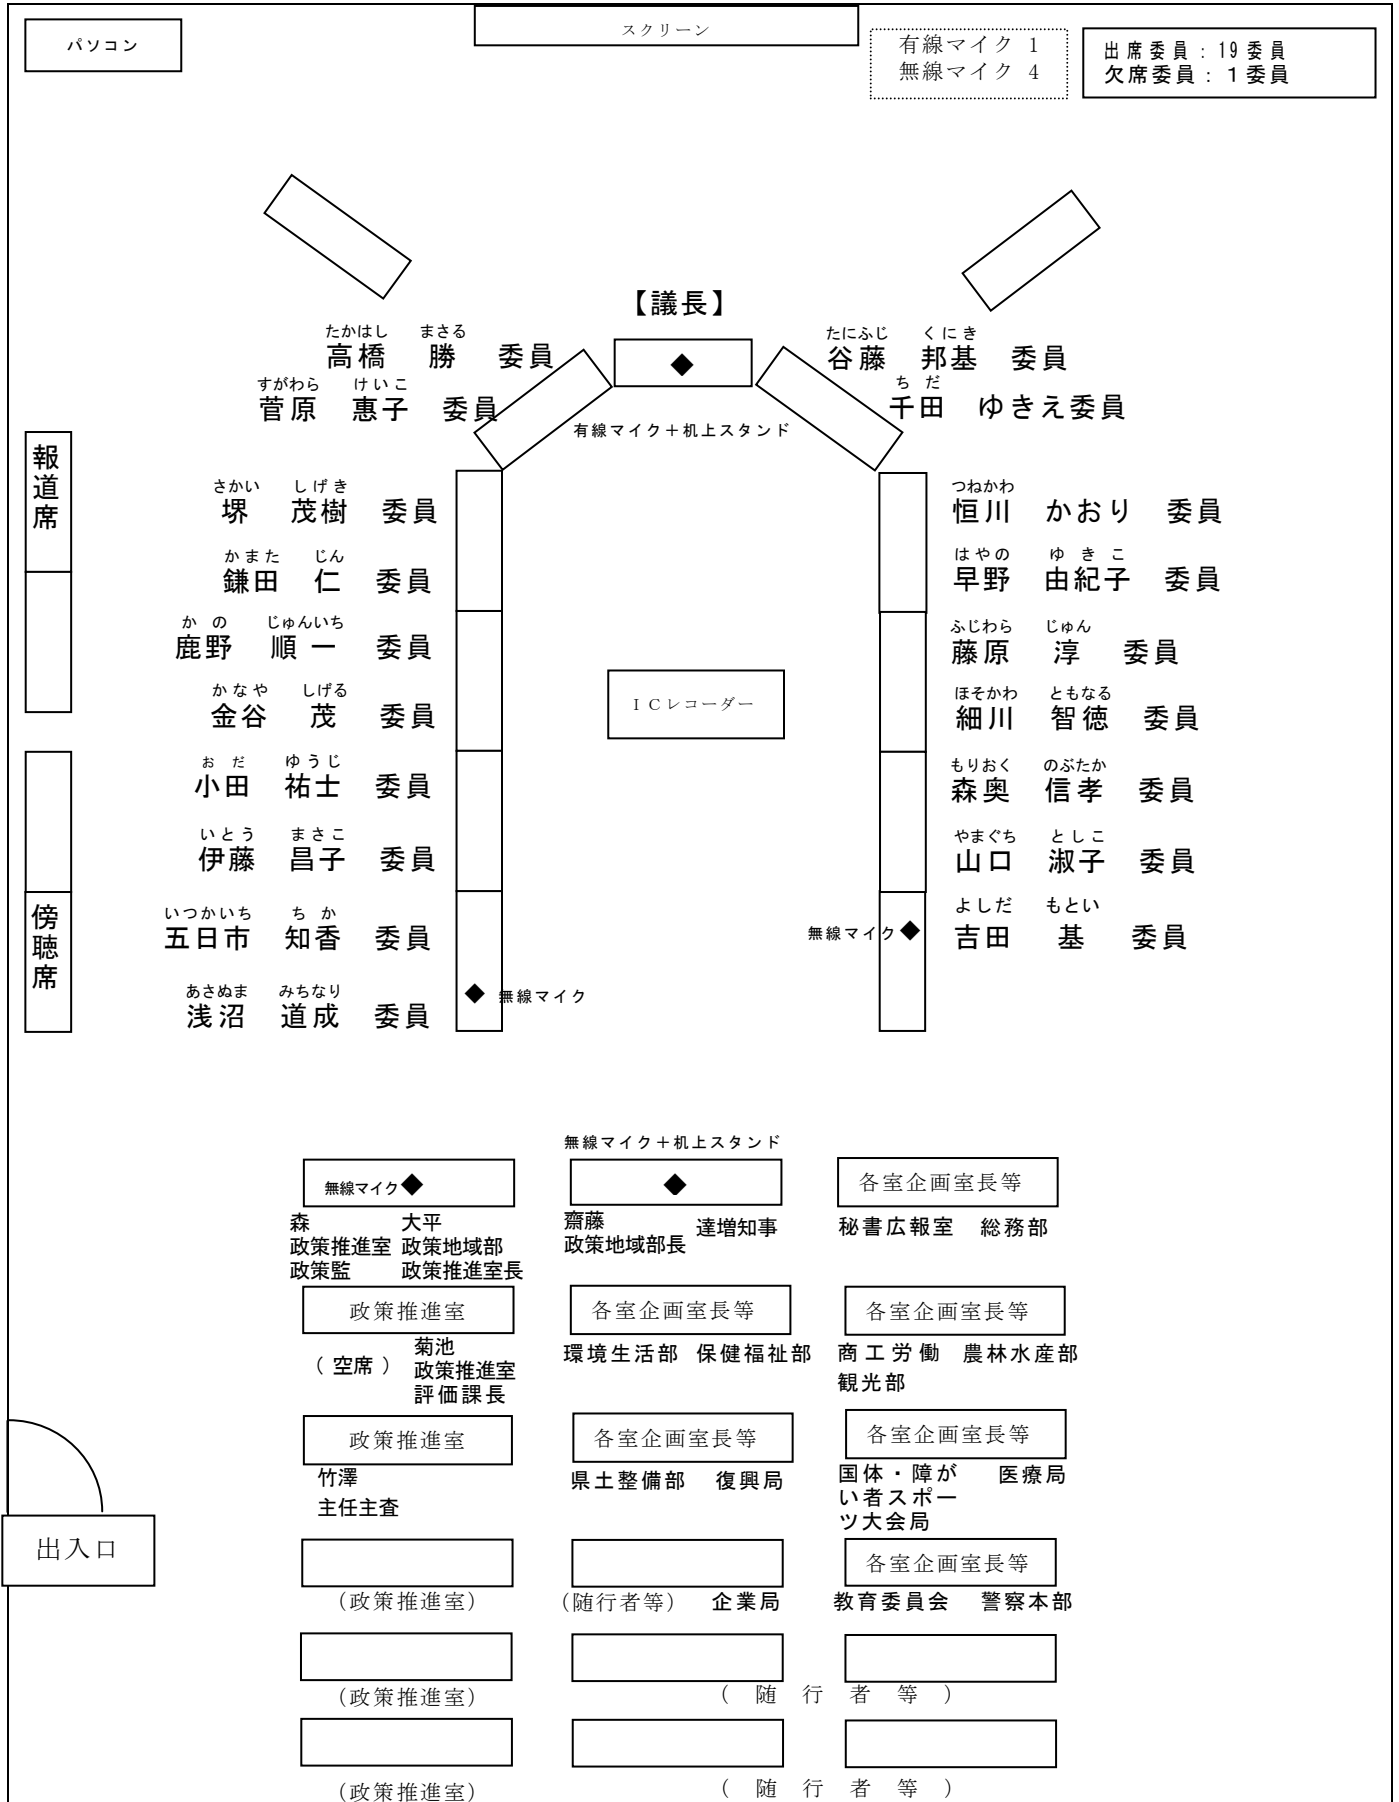 パソコン
スクリーン
有線マイク 1
無線マイク 4
出席委員：19委員
欠席委員：1委員
【議長】
たかはし まさる
高橋 勝 委員
すがわら けいこ
菅原 恵子 委員
たにふじ くにき
谷藤 邦基 委員
ちだ
千田 ゆきえ委員
有線マイク＋机上スタンド
報道席
傍聴席
さかい しげき
堺 茂樹 委員
かまた じん
鎌田 仁 委員
かの じゅんいち
鹿野 順一 委員
かなや しげる
金谷 茂 委員
おだ ゆうじ
小田 祐士 委員
いとう まさこ
伊藤 昌子 委員
いつかいち ちか
五日市 知香 委員
あさぬま みちなり
浅沼 道成 委員
◆ 無線マイク
ＩＣレコーダー
つねかわ
恒川 かおり 委員
はやの ゆきこ
早野 由紀子 委員
ふじわら じゅん
藤原 淳 委員
ほそかわ ともなる
細川 智徳 委員
もりおく のぶたか
森奥 信孝 委員
やまぐち としこ
山口 淑子 委員
よしだ もとい
吉田 基 委員
無線マイク◆
無線マイク＋机上スタンド
無線マイク◆
◆
各室企画室長等
森
政策推進室
政策監
大平
政策地域部
政策推進室長
齋藤
政策地域部長
達増知事
秘書広報室 総務部
政策推進室
各室企画室長等
各室企画室長等
（空席）
菊池
政策推進室
評価課長
環境生活部 保健福祉部
商工労働
観光部
農林水産部
政策推進室
各室企画室長等
各室企画室長等
竹澤
主任主査
県土整備部 復興局
国体・障が
い者スポー
ツ大会局
医療局
出入口
各室企画室長等
（政策推進室）
（随行者等） 企業局
教育委員会 警察本部
（政策推進室）
（随行者等）
（政策推進室）
（随行者等）